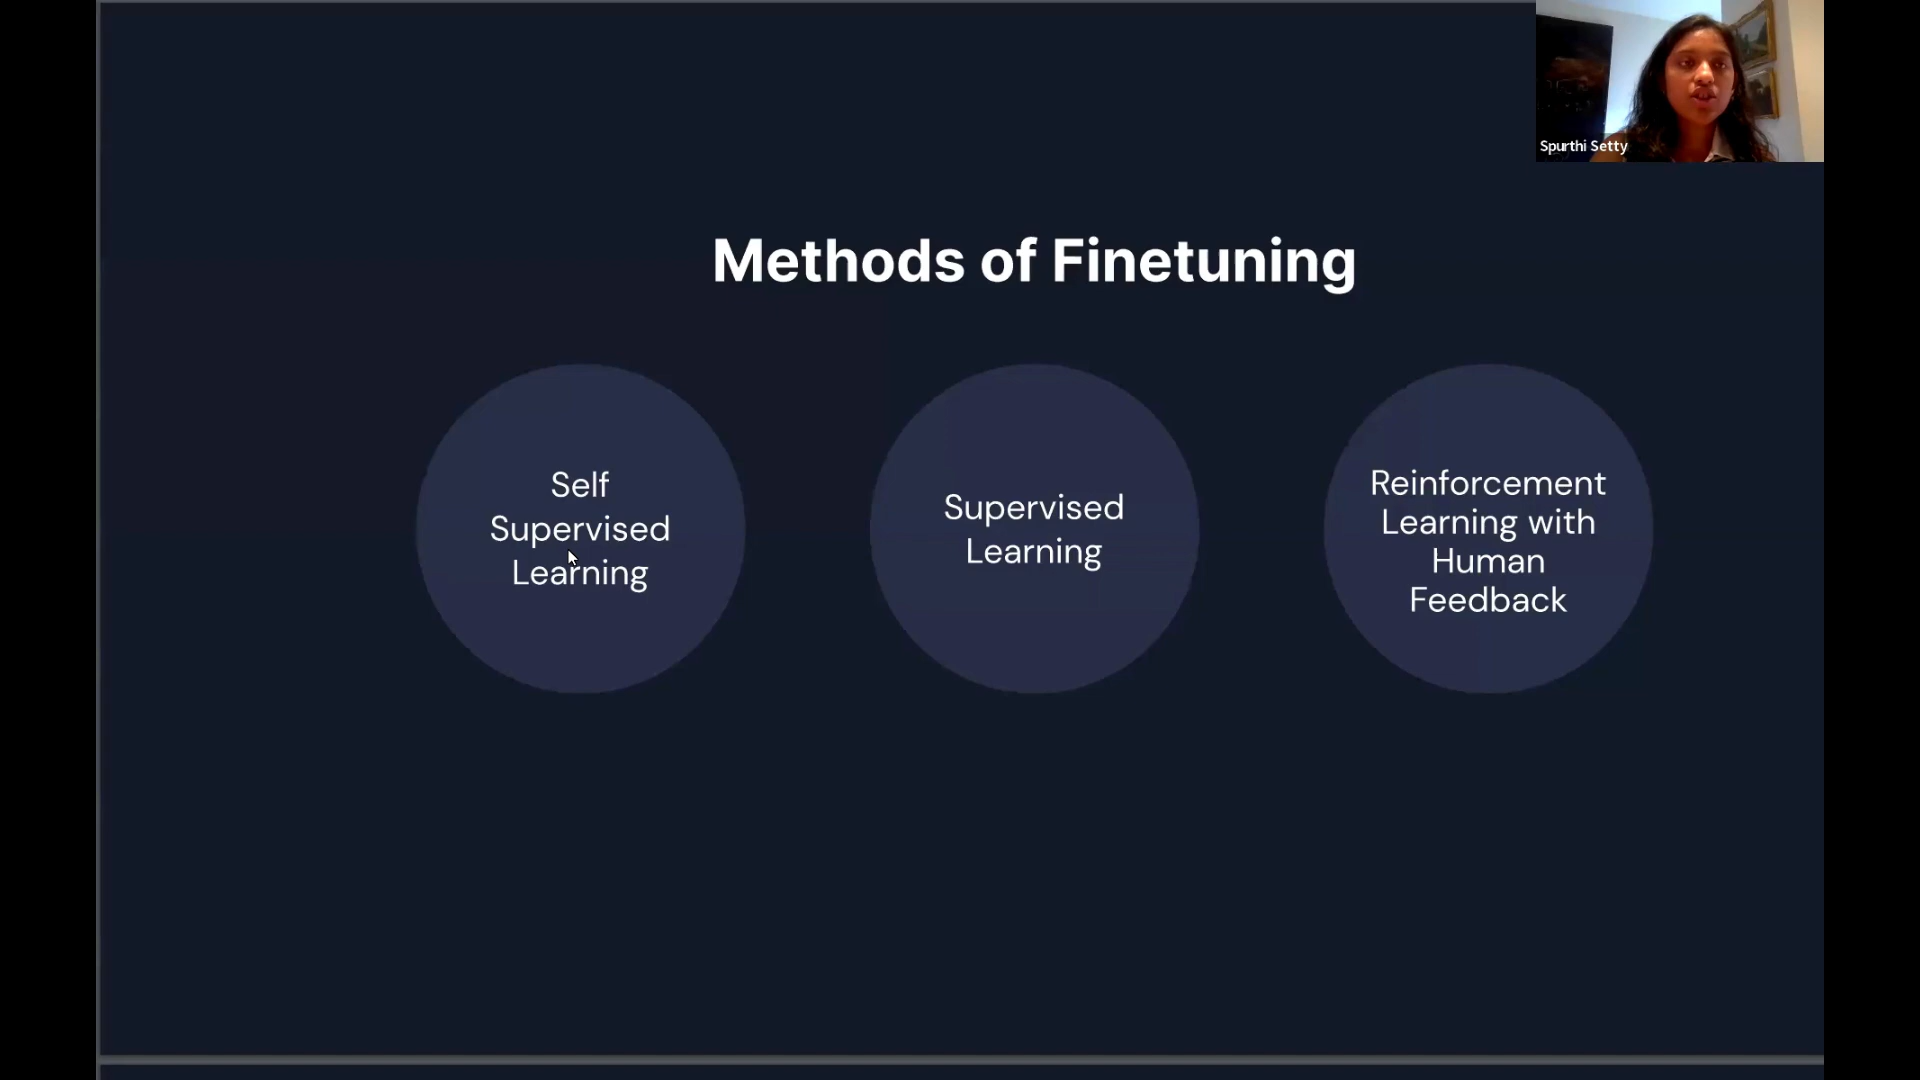 Spurthi Setty
Methods of Finetuning
Self
Supervised
Learning
Supervised
Learning
Reinforcement
Learning with
Human
Feedback